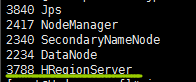 3840 Jps
2417 NodeManager
2340 SecondaryNameNode
2234 DataNode
3788 HRegionServer